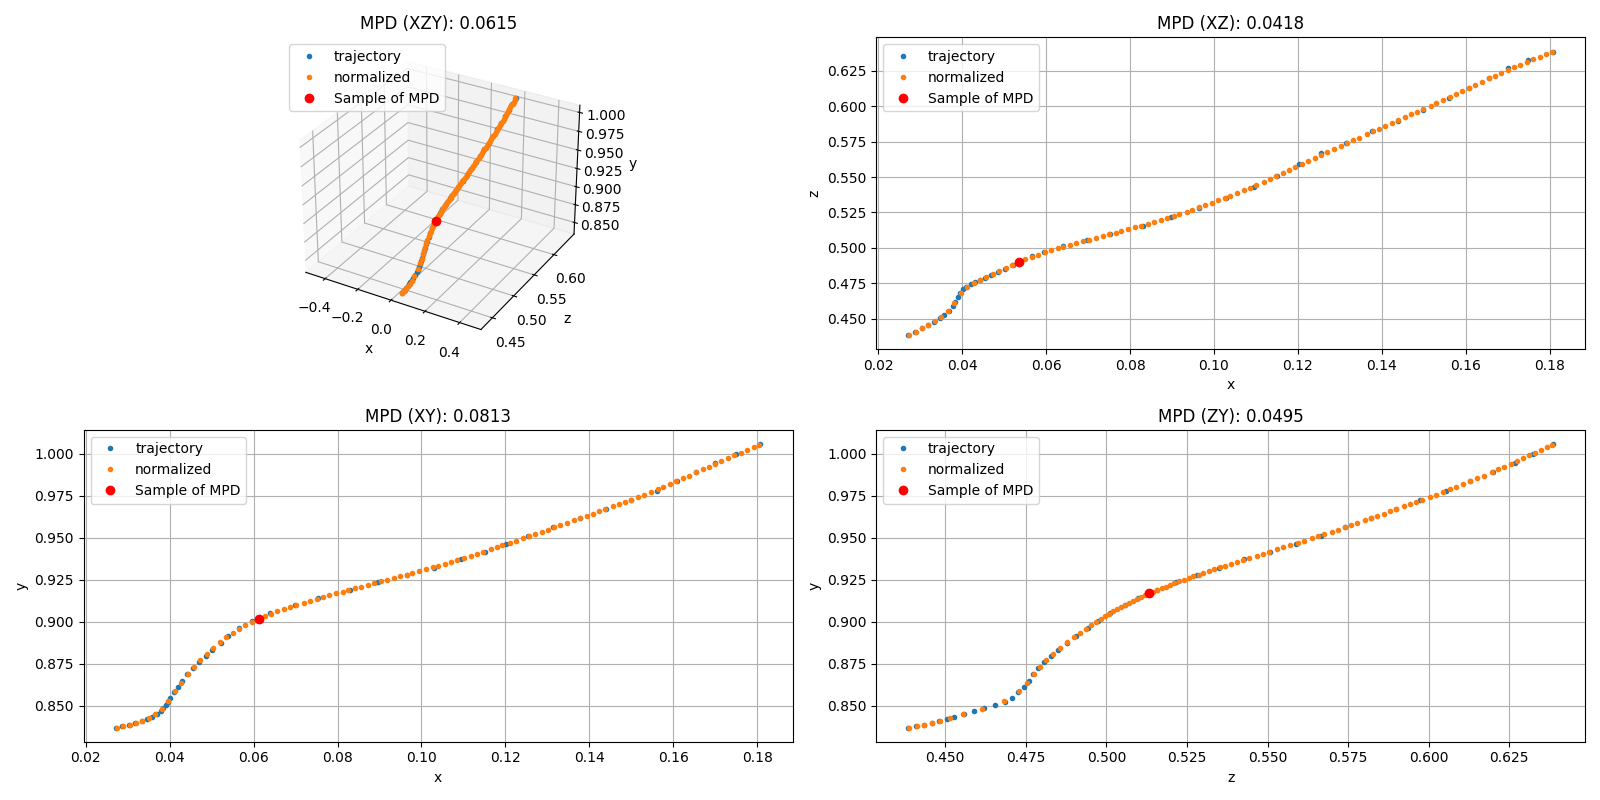 MPD (XZY): 0.0615
trajectory
normalized
Sample of MPD
1.000
0.975
0.950
0.925
0.900
0.875
0.850
y
0.60
0.55
0.50
0.45
z
−0.4
−0.2
0.0
0.2
0.4
x
MPD (XZ): 0.0418
trajectory
normalized
Sample of MPD
0.625
0.600
0.575
0.550
0.525
0.500
0.475
0.450
z
0.02 0.04 0.06 0.08 0.10 0.12 0.14 0.16 0.18
x
MPD (XY): 0.0813
trajectory
normalized
Sample of MPD
1.000
0.975
0.950
0.925
0.900
0.875
0.850
y
0.02 0.04 0.06 0.08 0.10 0.12 0.14 0.16 0.18
x
MPD (ZY): 0.0495
trajectory
normalized
Sample of MPD
1.000
0.975
0.950
0.925
0.900
0.875
0.850
y
0.450 0.475 0.500 0.525 0.550 0.575 0.600 0.625
z